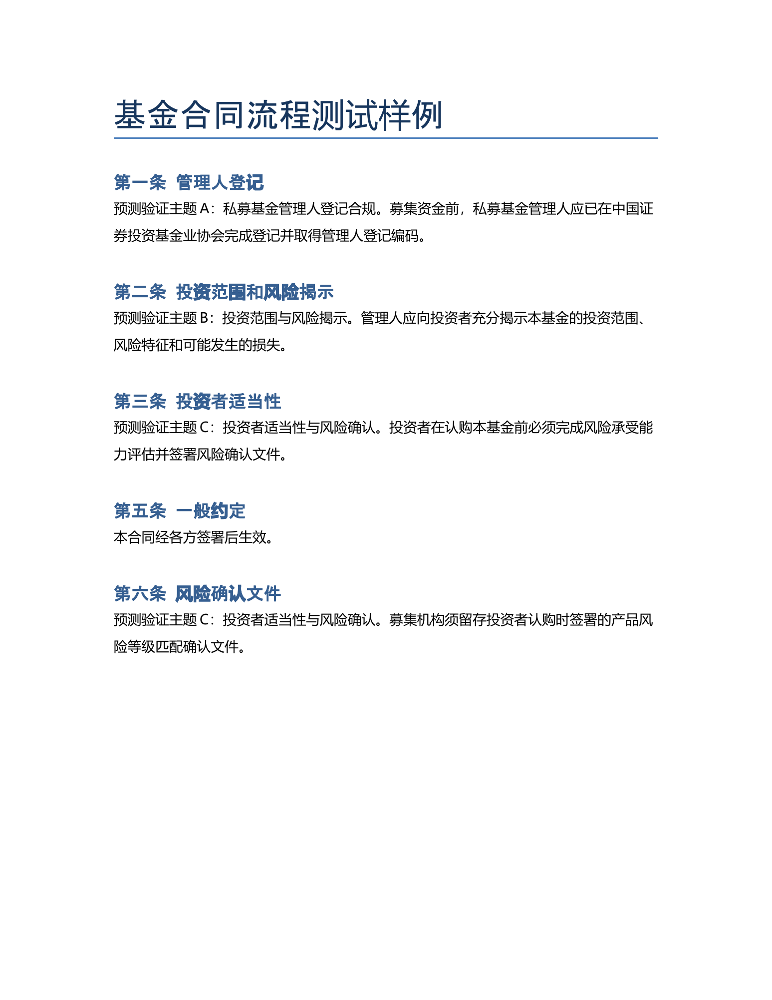 基金合同流程测试样例
第一条 管理人登记
预测验证主题 A：私募基金管理人登记合规。募集资金前，私募基金管理人应已在中国证
券投资基金业协会完成登记并取得管理人登记编码。
第二条 投资范围和风险揭示
预测验证主题 B：投资范围与风险揭示。管理人应向投资者充分揭示本基金的投资范围、
风险特征和可能发生的损失。
第三条 投资者适当性
预测验证主题 C：投资者适当性与风险确认。投资者在认购本基金前必须完成风险承受能
力评估并签署风险确认文件。
第五条 一般约定
本合同经各方签署后生效。
第六条 风险确认文件
预测验证主题 C：投资者适当性与风险确认。募集机构须留存投资者认购时签署的产品风
险等级匹配确认文件。